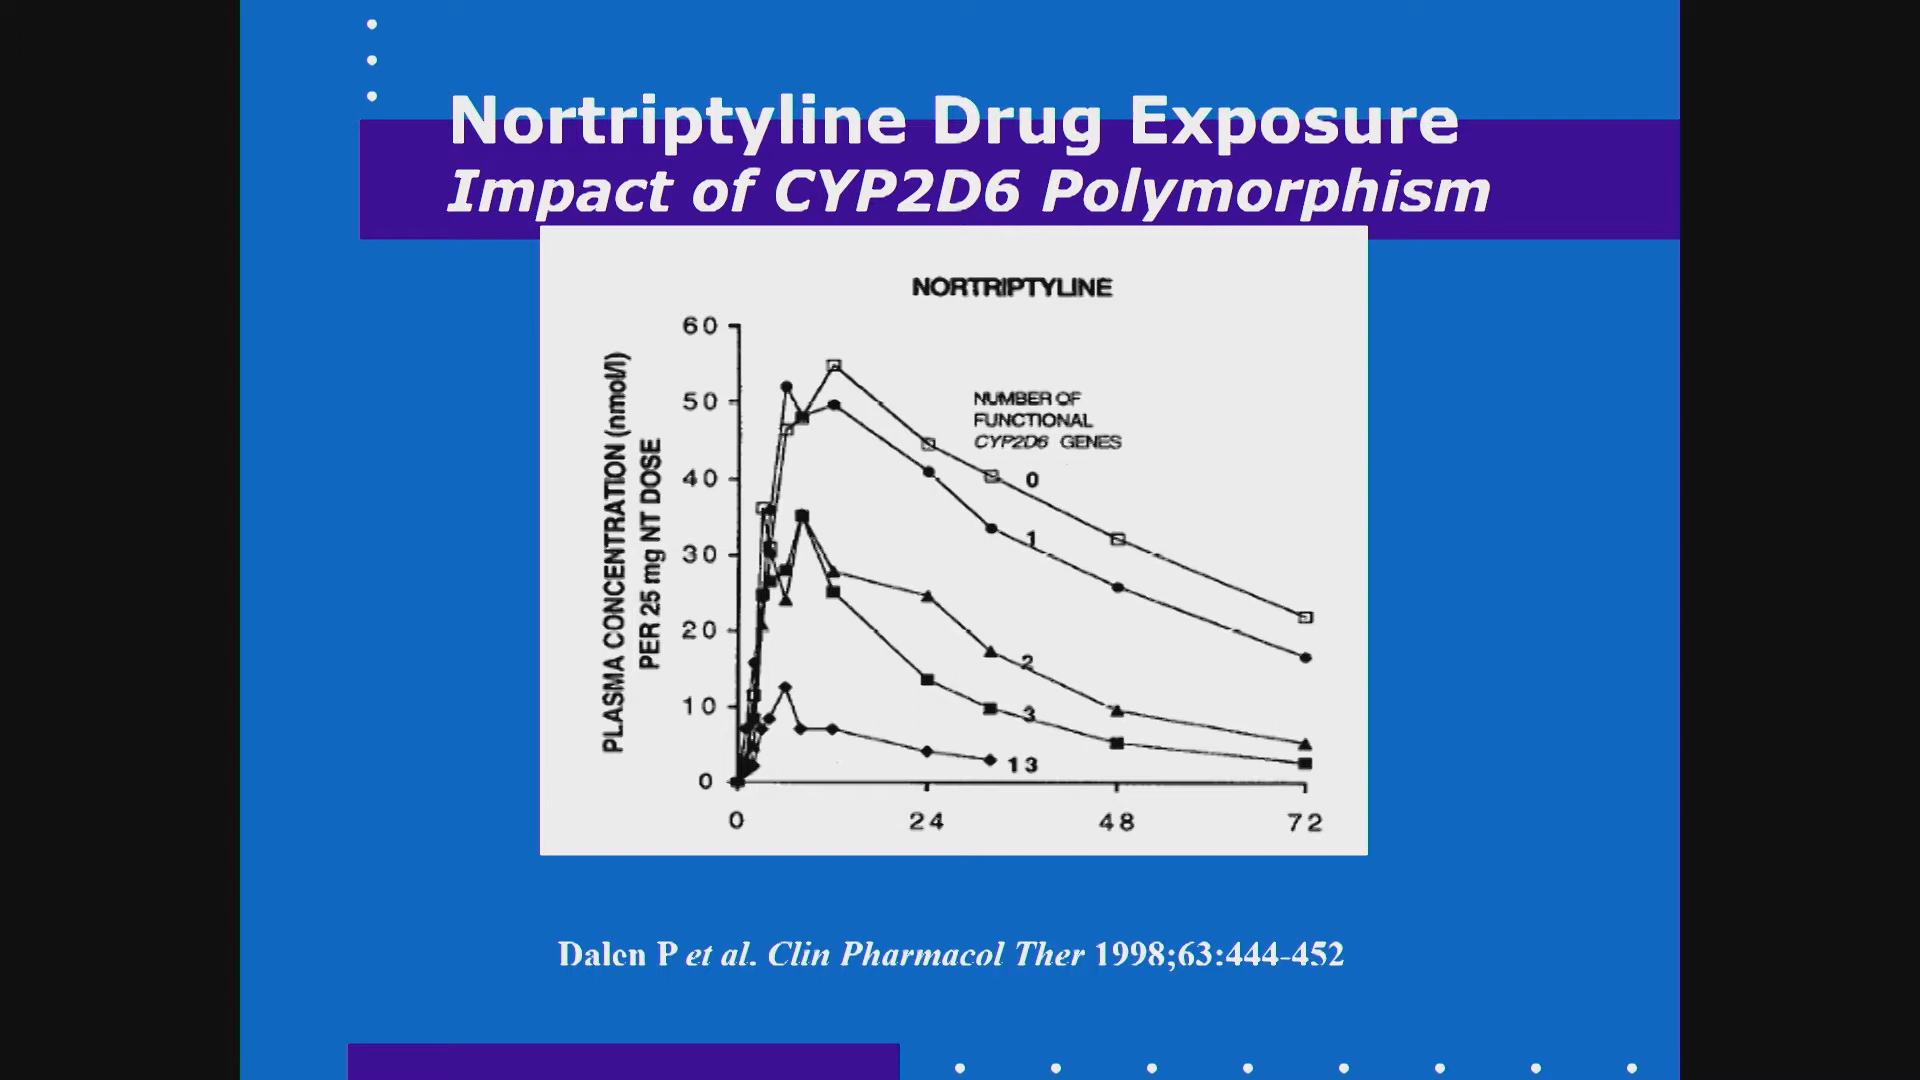 Nortriptyline Drug Exposure
Impact of CYP2D6 Polymorphism
NORTRIPTYLINE
PLASMA CONCENTRATION (nmol/l)
PER 25 mg NT DOSE
60
50
40
30
20
10
0
NUMBER OF
FUNCTIONAL
CYP2D6 GENES
0
1
2
3
13
0 24 48 72
Dalen P et al. Clin Pharmacol Ther 1998;63:444-452